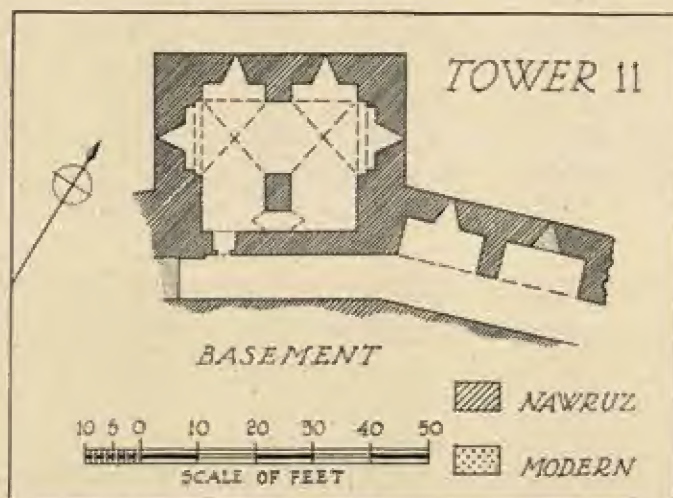 TOWER 11
BASEMENT
NAWRUZ
10 5 0 10 20 30 40 50
SCALE OF FEET
MODERN